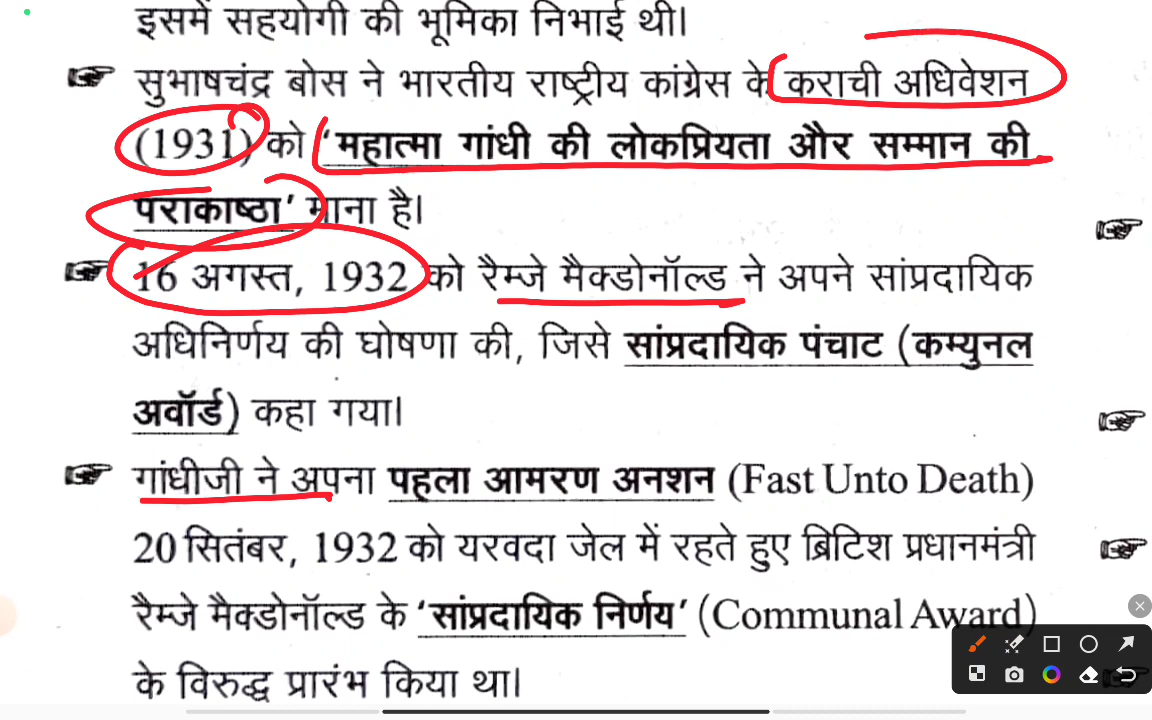 इसमें सहयोगी की भूमिका निभाई थी।
सुभाषचंद्र बोस ने भारतीय राष्ट्रीय कांग्रेस के कराची अधिवेशन
(1931) को 'महात्मा गांधी की लोकप्रियता और सम्मान की
पराकाष्ठा' माना है।
16 अगस्त, 1932 को रैम्जे मैक्डोनॉल्ड ने अपने सांप्रदायिक
अधिनिर्णय की घोषणा की, जिसे सांप्रदायिक पंचाट (कम्युनल
अवॉर्ड) कहा गया।
गांधीजी ने अपना पहला आमरण अनशन (Fast Unto Death)
20 सितंबर, 1932 को यरवदा जेल में रहते हुए ब्रिटिश प्रधानमंत्री
रैम्जे मैक्डोनॉल्ड के 'सांप्रदायिक निर्णय' (Communal Award)
के विरुद्ध प्रारंभ किया था।